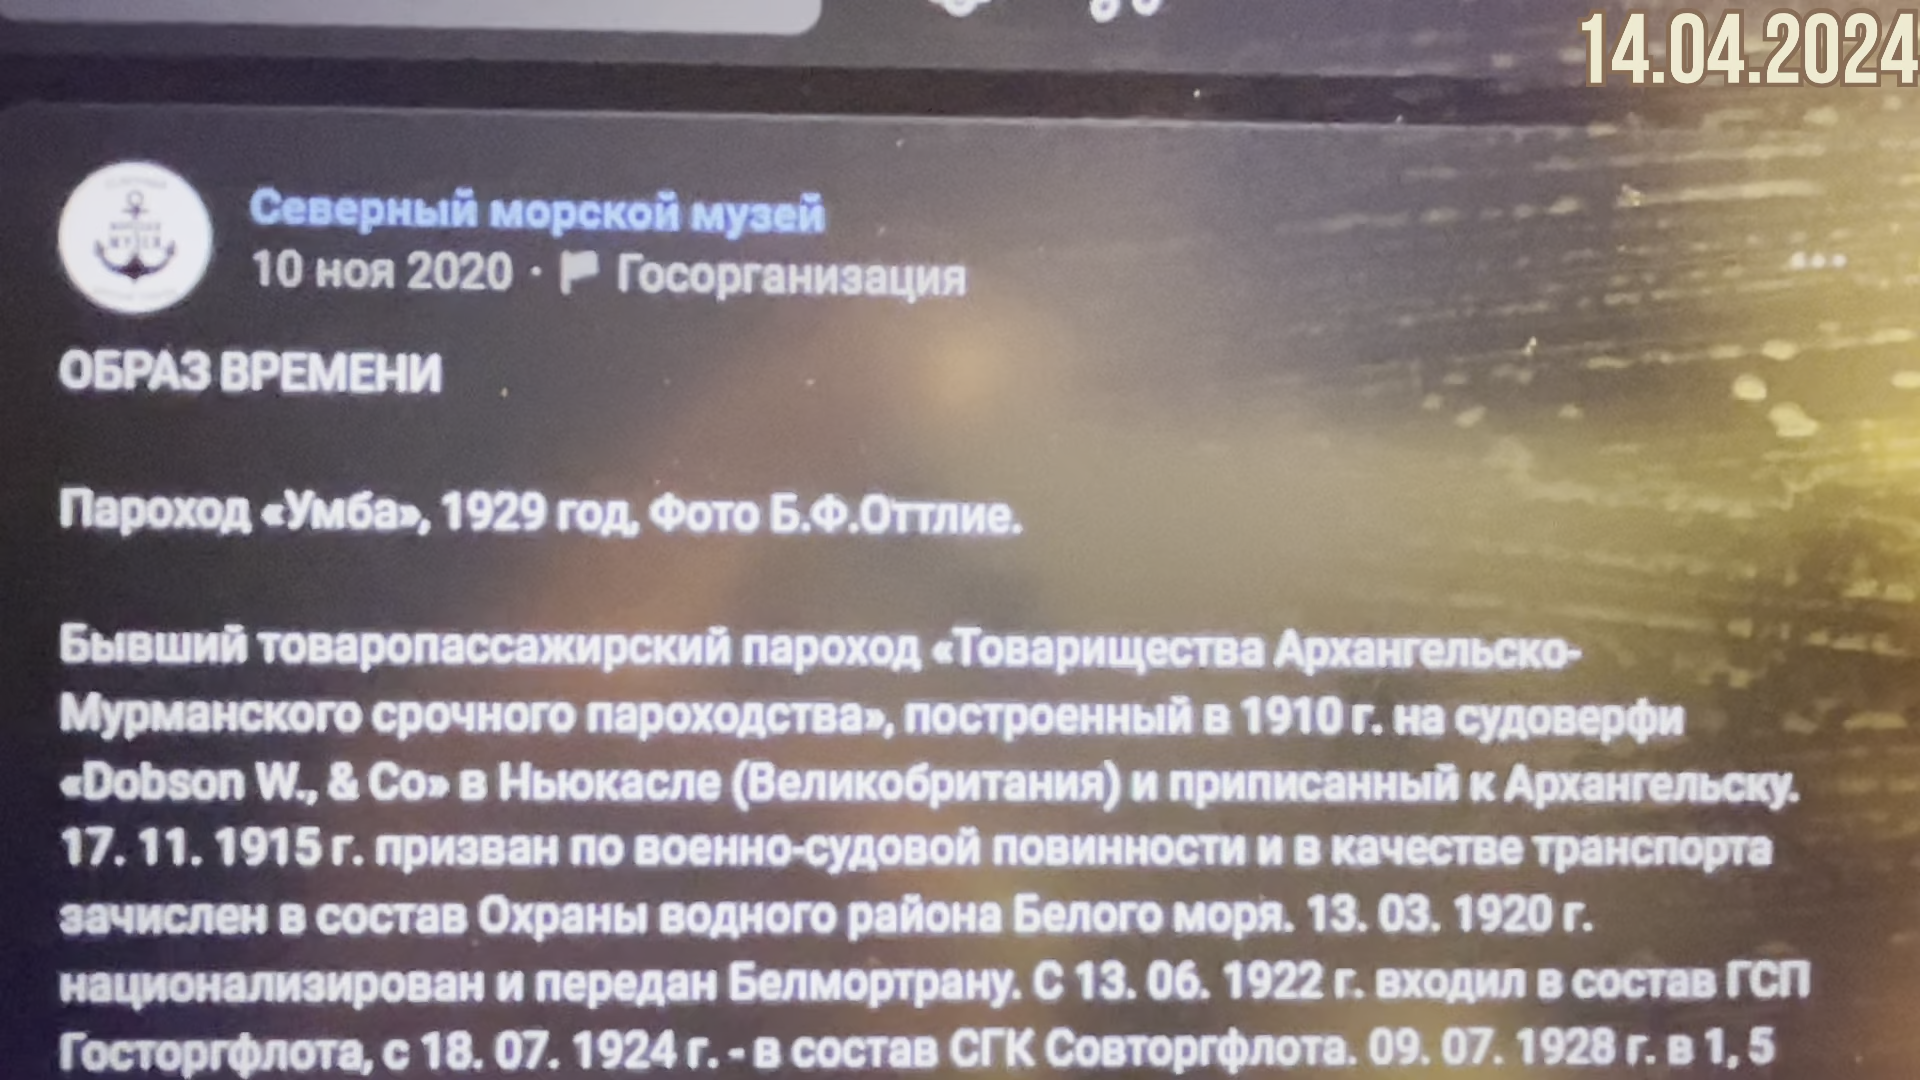 14.04.2024
Северный морской музей
10 ноя 2020 · Госорганизация
ОБРАЗ ВРЕМЕНИ
Пароход «Умба», 1929 год, Фото Б.Ф.Оттлие.
Бывший товаропассажирский пароход «Товарищества Архангельско-
Мурманского срочного пароходства», построенный в 1910 г. на судоверфи
«Dobson W., & Co» в Ньюкасле (Великобритания) и приписанный к Архангельску.
17. 11. 1915 г. призван по военно-судовой повинности и в качестве транспорта
зачислен в состав Охраны водного района Белого моря. 13. 03. 1920 г.
национализирован и передан Белмортрану. С 13. 06. 1922 г. входил в состав ГСП
Госторгфлота, с 18. 07. 1924 г. - в состав СГК Совторгфлота. 09. 07. 1928 г. в 1, 5